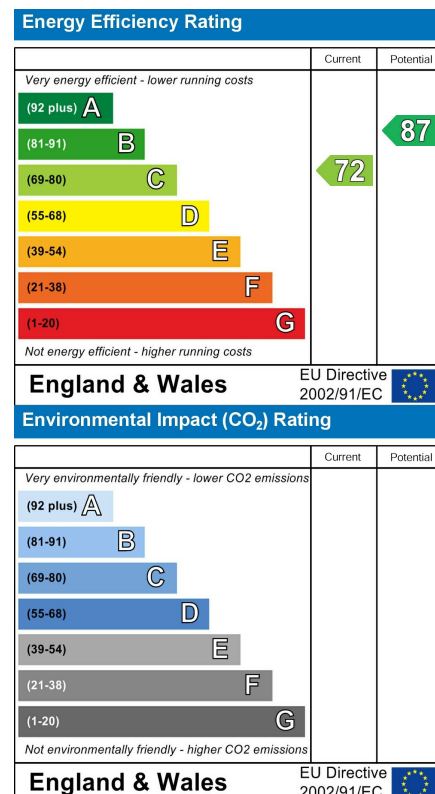 Energy Efficiency Rating
Current Potential
Very energy efficient - lower running costs
(92 plus) A
(81-91) B
(69-80) C
(55-68) D
(39-54) E
(21-38) F
(1-20) G
72
87
Not energy efficient - higher running costs
England & Wales
EU Directive
2002/91/EC
Environmental Impact (CO₂) Rating
Current Potential
Very environmentally friendly - lower CO2 emissions
(92 plus) A
(81-91) B
(69-80) C
(55-68) D
(39-54) E
(21-38) F
(1-20) G
Not environmentally friendly - higher CO2 emissions
England & Wales
EU Directive
2002/91/EC